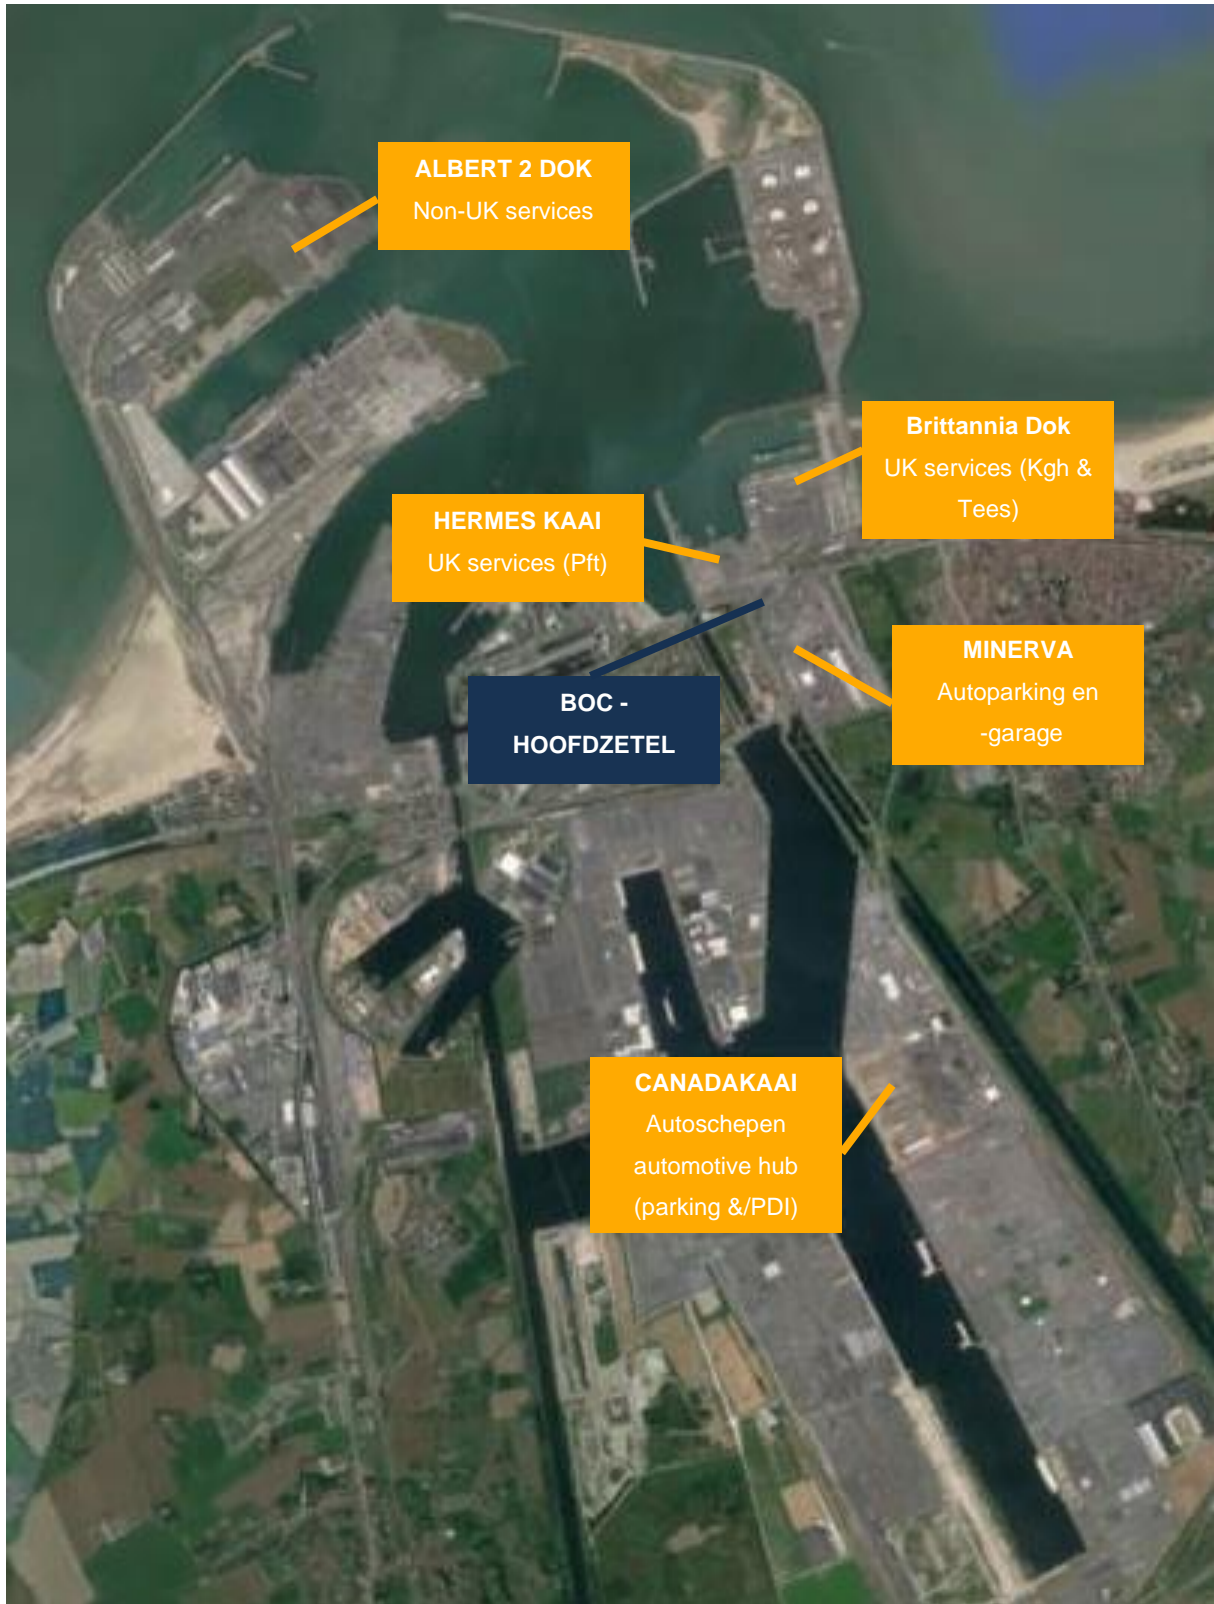 ALBERT 2 DOK
Non-UK services
Brittannia Dok
UK services (Kgh &
Tees)
HERMES KAAI
UK services (Pft)
MINERVA
Autoparking en
-garage
BOC -
HOOFDZETEL
CANADAKAAI
Autoschepen
automotive hub
(parking &/PDI)